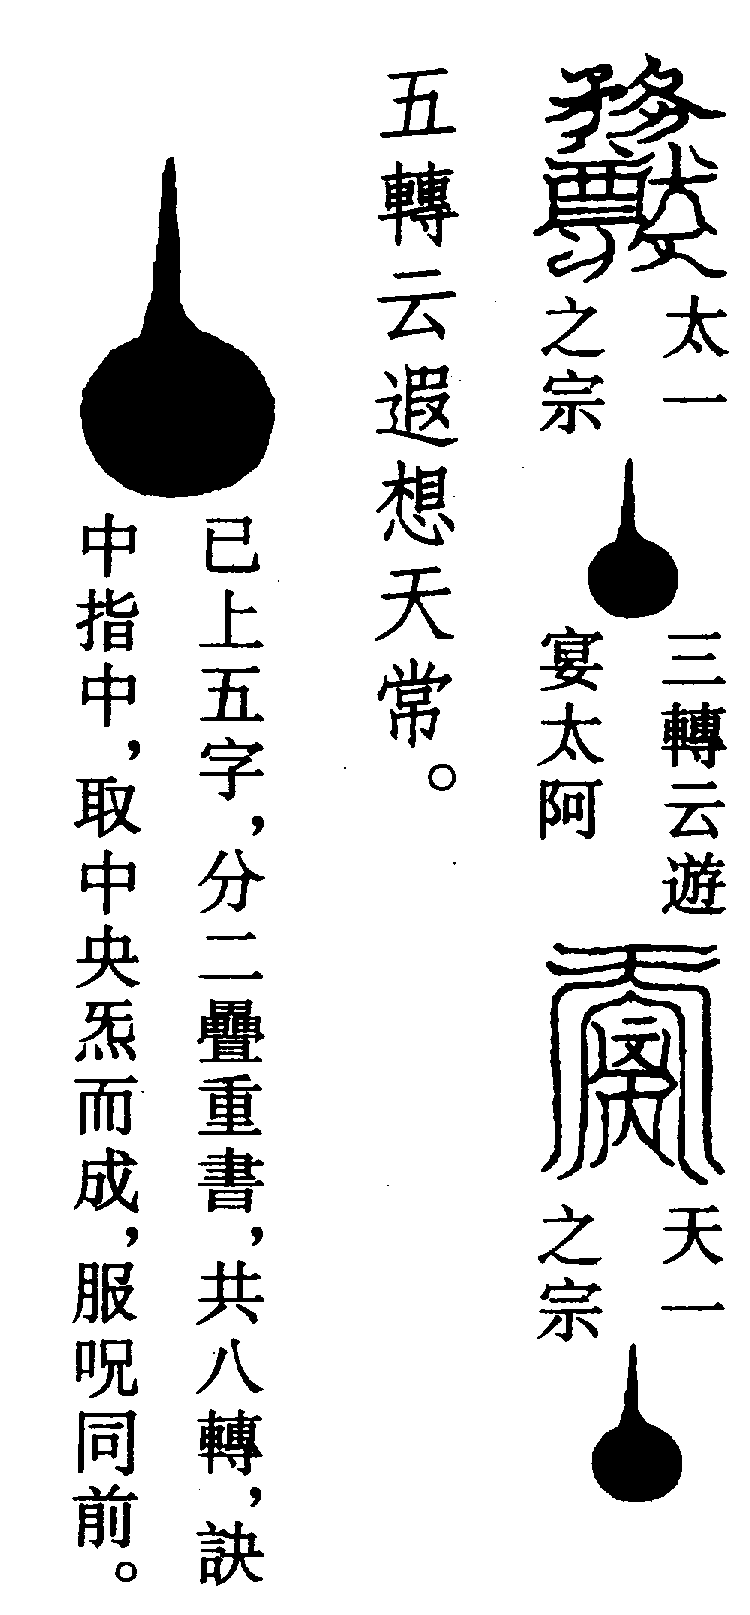 太一
之宗
三轉云遊
宴太阿
天一
之宗
五轉云遐想天常。
已上五字，分二疊重書，共八轉，訣
中指中，取中央炁而成，服呪同前。